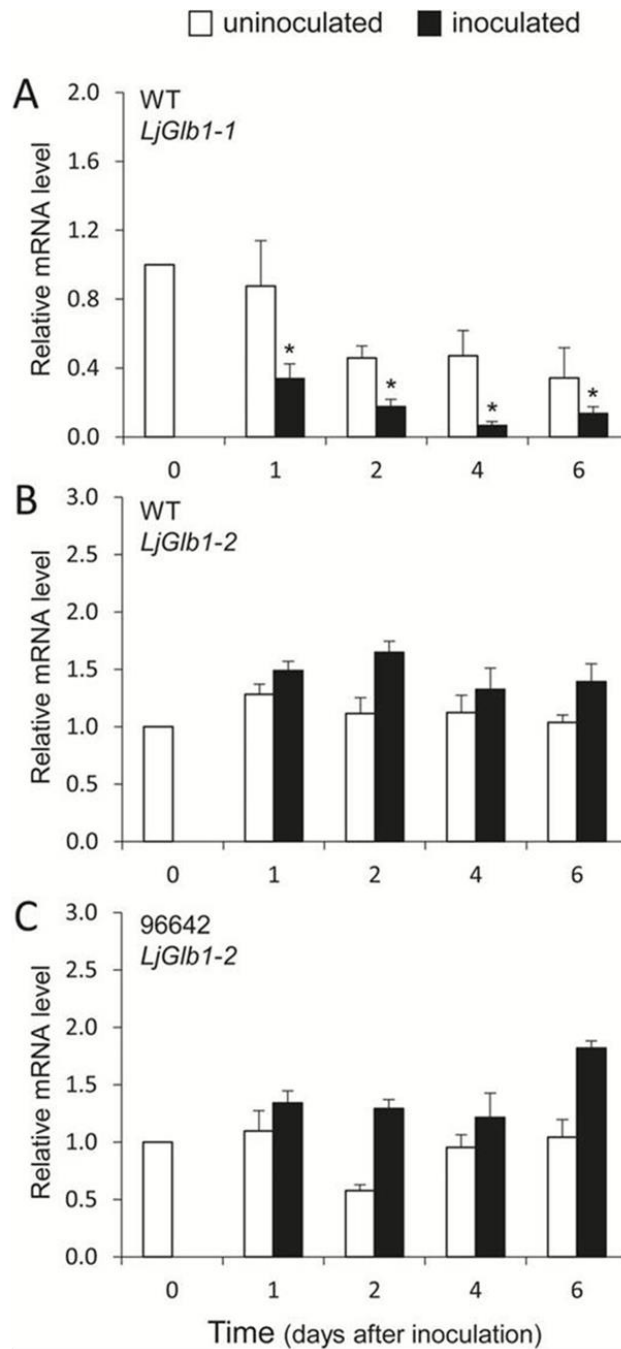 uninoculated inoculated
A
WT
LjGlb1-1
Relative mRNA level
2.0
1.6
1.2
0.8
0.4
0.0
* * * *
0 1 2 4 6
B
WT
LjGlb1-2
Relative mRNA level
3.0
2.5
2.0
1.5
1.0
0.5
0.0
0 1 2 4 6
C
96642
LjGlb1-2
Relative mRNA level
3.0
2.5
2.0
1.5
1.0
0.5
0.0
0 1 2 4 6
Time (days after inoculation)